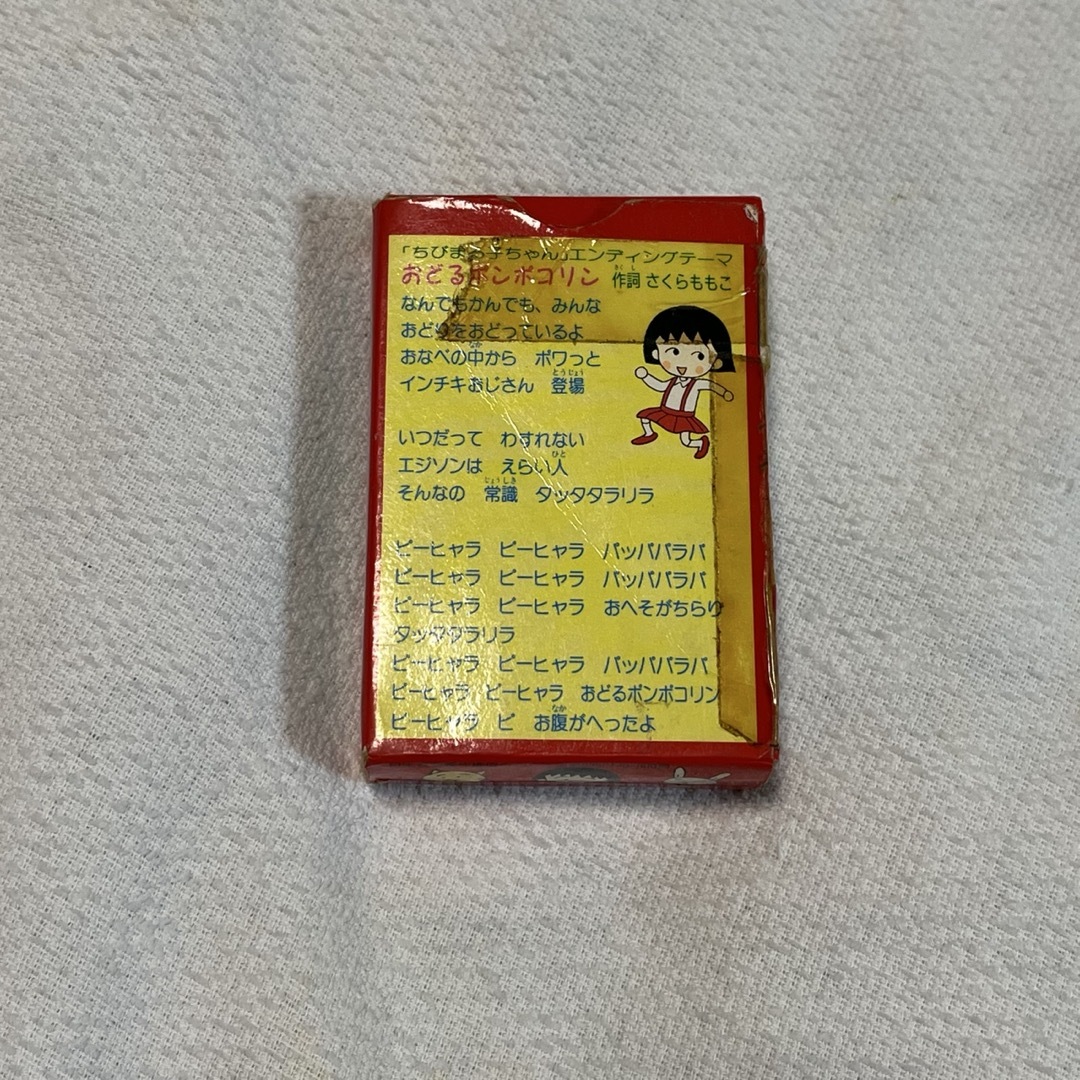 「ちびまる子ちゃん」エンディングテーマ
おどるポンポコリン 作詞 さくらももこ
なんでもかんでも、みんな
おどりをおどっているよ
おなべの中から ボワっと
インチキおじさん 登場
いつだって わすれない
エジソンは えらい人
そんなの 常識 タッタタラリラ
ピーヒャラ ピーヒャラ パッパパラパ
ピーヒャラ ピーヒャラ パッパパラパ
ピーヒャラ ピーヒャラ おへそがちらり
タッタタラリラ
ピーヒャラ ピーヒャラ パッパパラパ
ピーヒャラ ピーヒャラ おどるポンポコリン
ピーヒャラ ピ お腹がへったよ